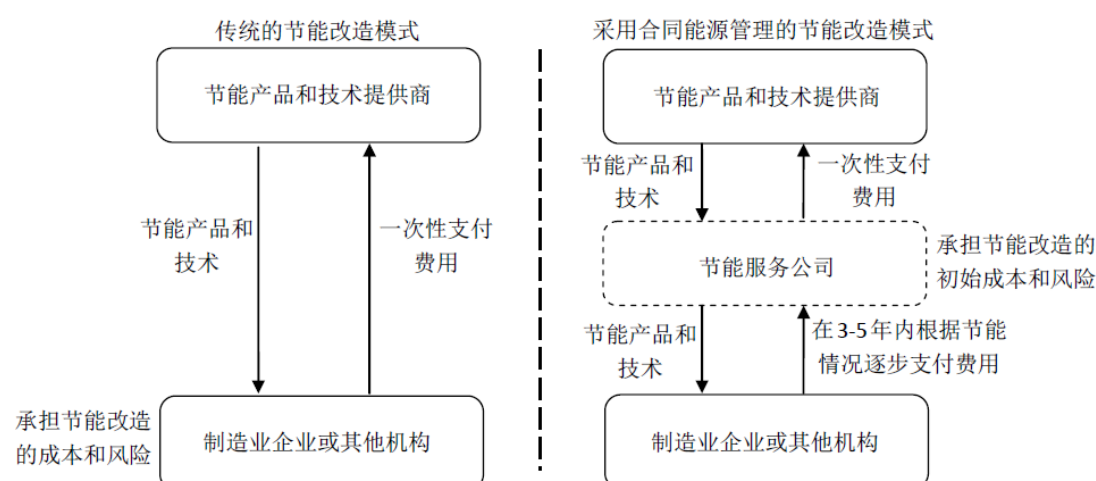 传统的节能改造模式
节能产品和技术提供商
节能产品和
技术
一次性支付
费用
承担节能改造
的成本和风险
制造业企业或其他机构
采用合同能源管理的节能改造模式
节能产品和技术提供商
节能产品和
技术
一次性支付
费用
节能服务公司
承担节能改造的
初始成本和风险
节能产品和
技术
在3-5年内根据节能
情况逐步支付费用
制造业企业或其他机构